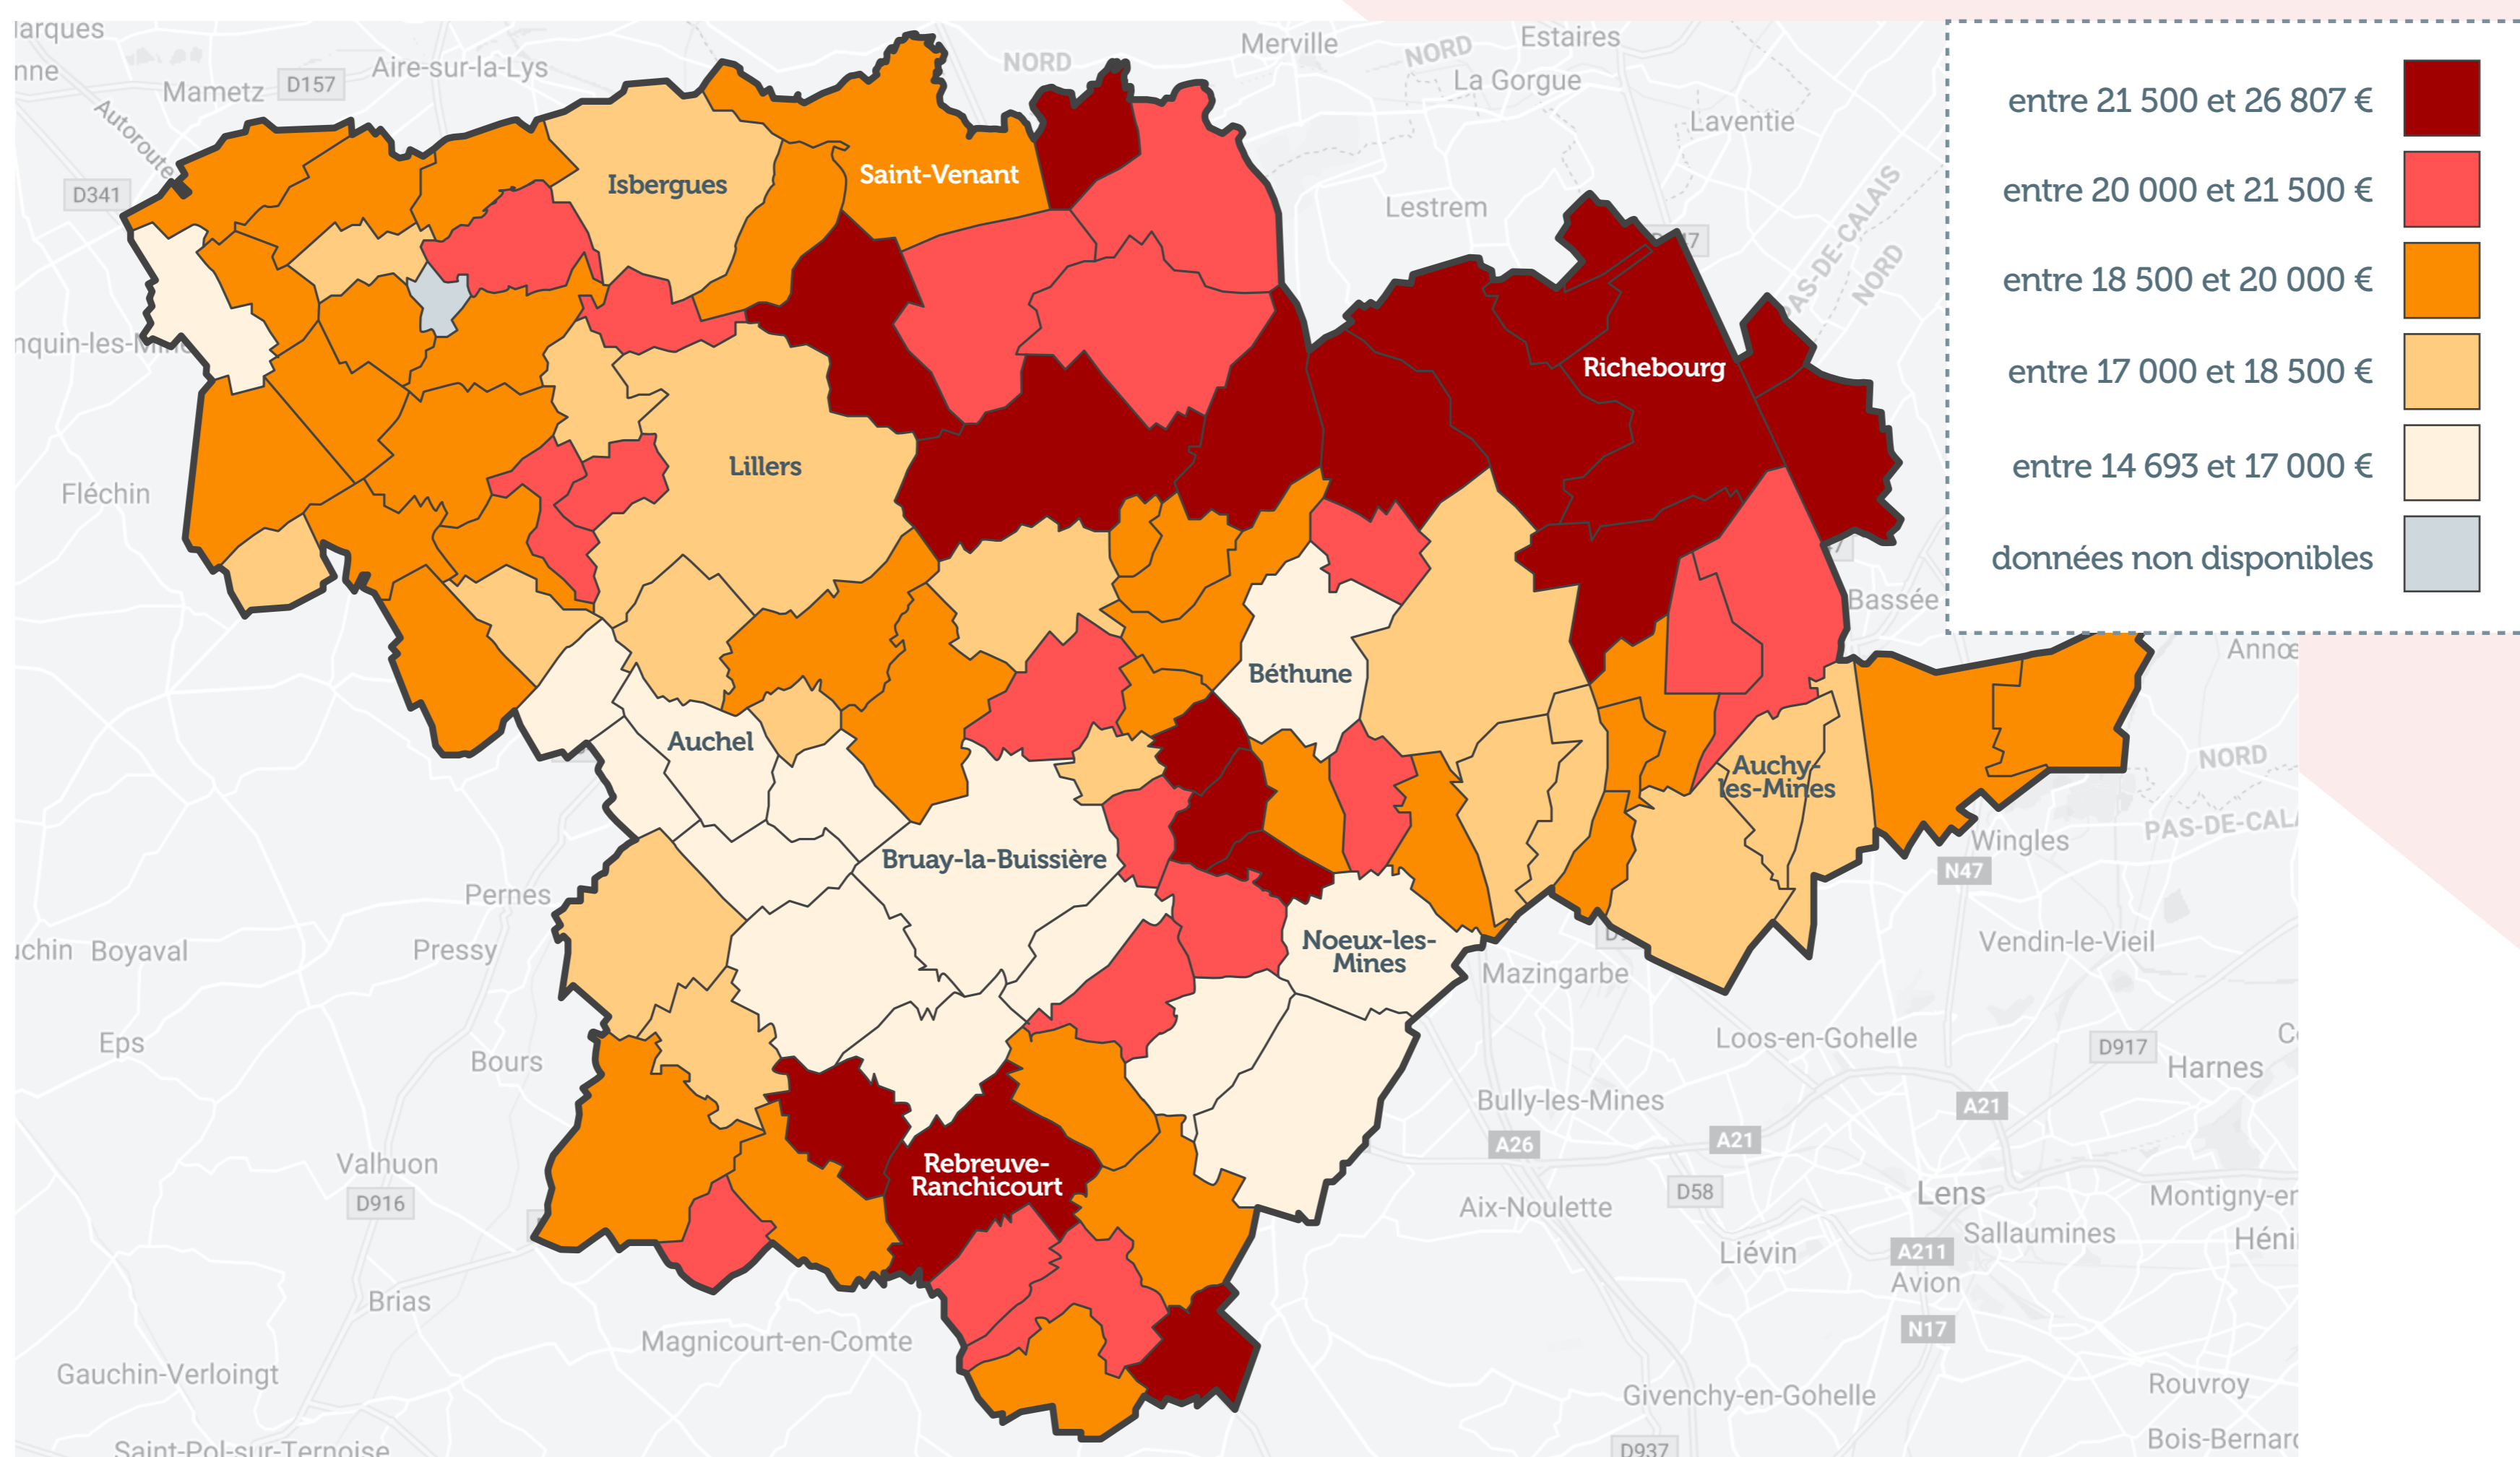 larques
nne
Mametz
D157
Aire-sur-la-Lys
NORD
Merville
NORD
Estaires
La Gorgue
Laventie
Autoroute
D341
Isbergues
Saint-Venant
Lestrem
PAS-DE-CALAIS
NORD
Richebourg
Fléchin
Lillers
Bassée
Béthune
Auchel
Auchy-
les-Mines
Annœ
NORD
PAS-DE-CAL
Wingles
N47
Bruay-la-Buissière
Pernes
Pressy
Boyaval
Noeux-les-
Mines
Mazingarbe
Vendin-le-Vieil
Eps
Bours
Loos-en-Gohelle
D917
Harnes
Bully-les-Mines
A21
A26
A21
Valhuon
D916
Rebreuve-
Ranchicourt
Aix-Noulette
D58
Lens
Montigny-er
Sallaumines
Liévin
A211
Avion
Brias
Magnicourt-en-Comte
N17
Gauchin-Verloingt
Givenchy-en-Gohelle
Rouvroy
Saint-Pol-sur-Ternoise
D937
Bois-Bernard
entre 21 500 et 26 807 €
entre 20 000 et 21 500 €
entre 18 500 et 20 000 €
entre 17 000 et 18 500 €
entre 14 693 et 17 000 €
données non disponibles